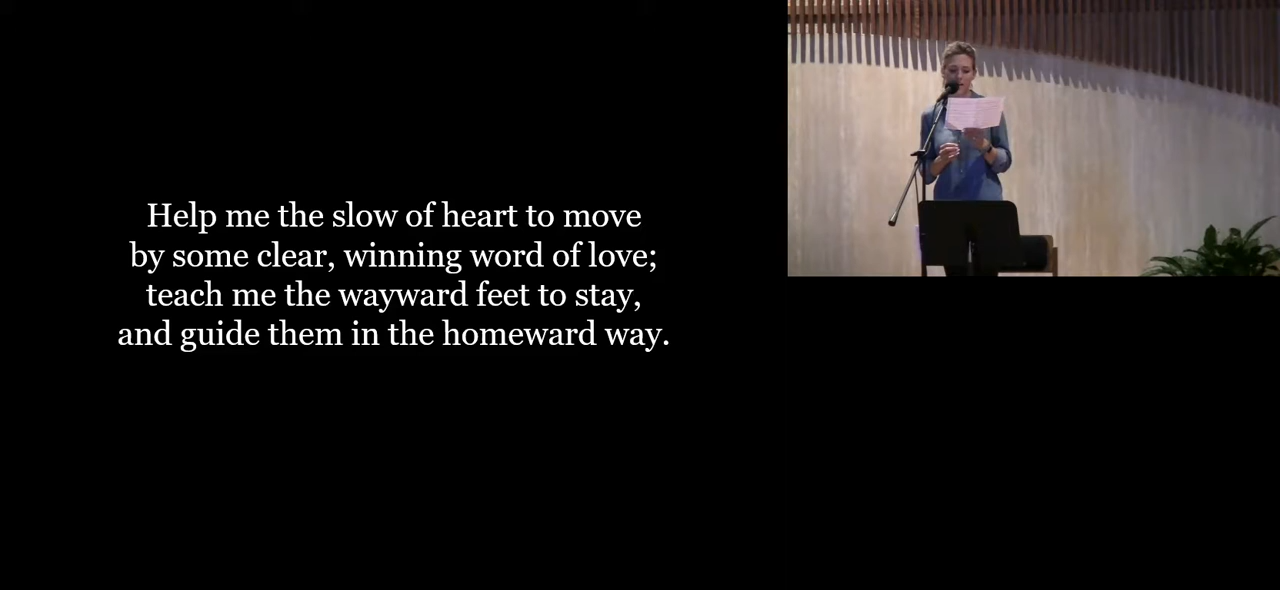 Help me the slow of heart to move
by some clear, winning word of love;
teach me the wayward feet to stay,
and guide them in the homeward way.